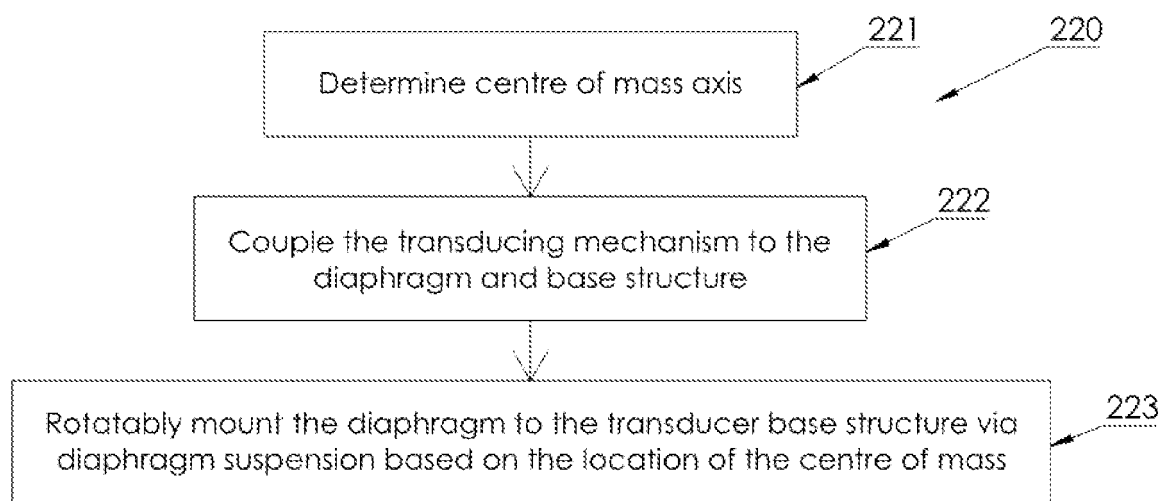 221
220
Determine centre of mass axis
222
Couple the transducing mechanism to the
diaphragm and base structure
223
Rotatably mount the diaphragm to the transducer base structure via
diaphragm suspension based on the location of the centre of mass